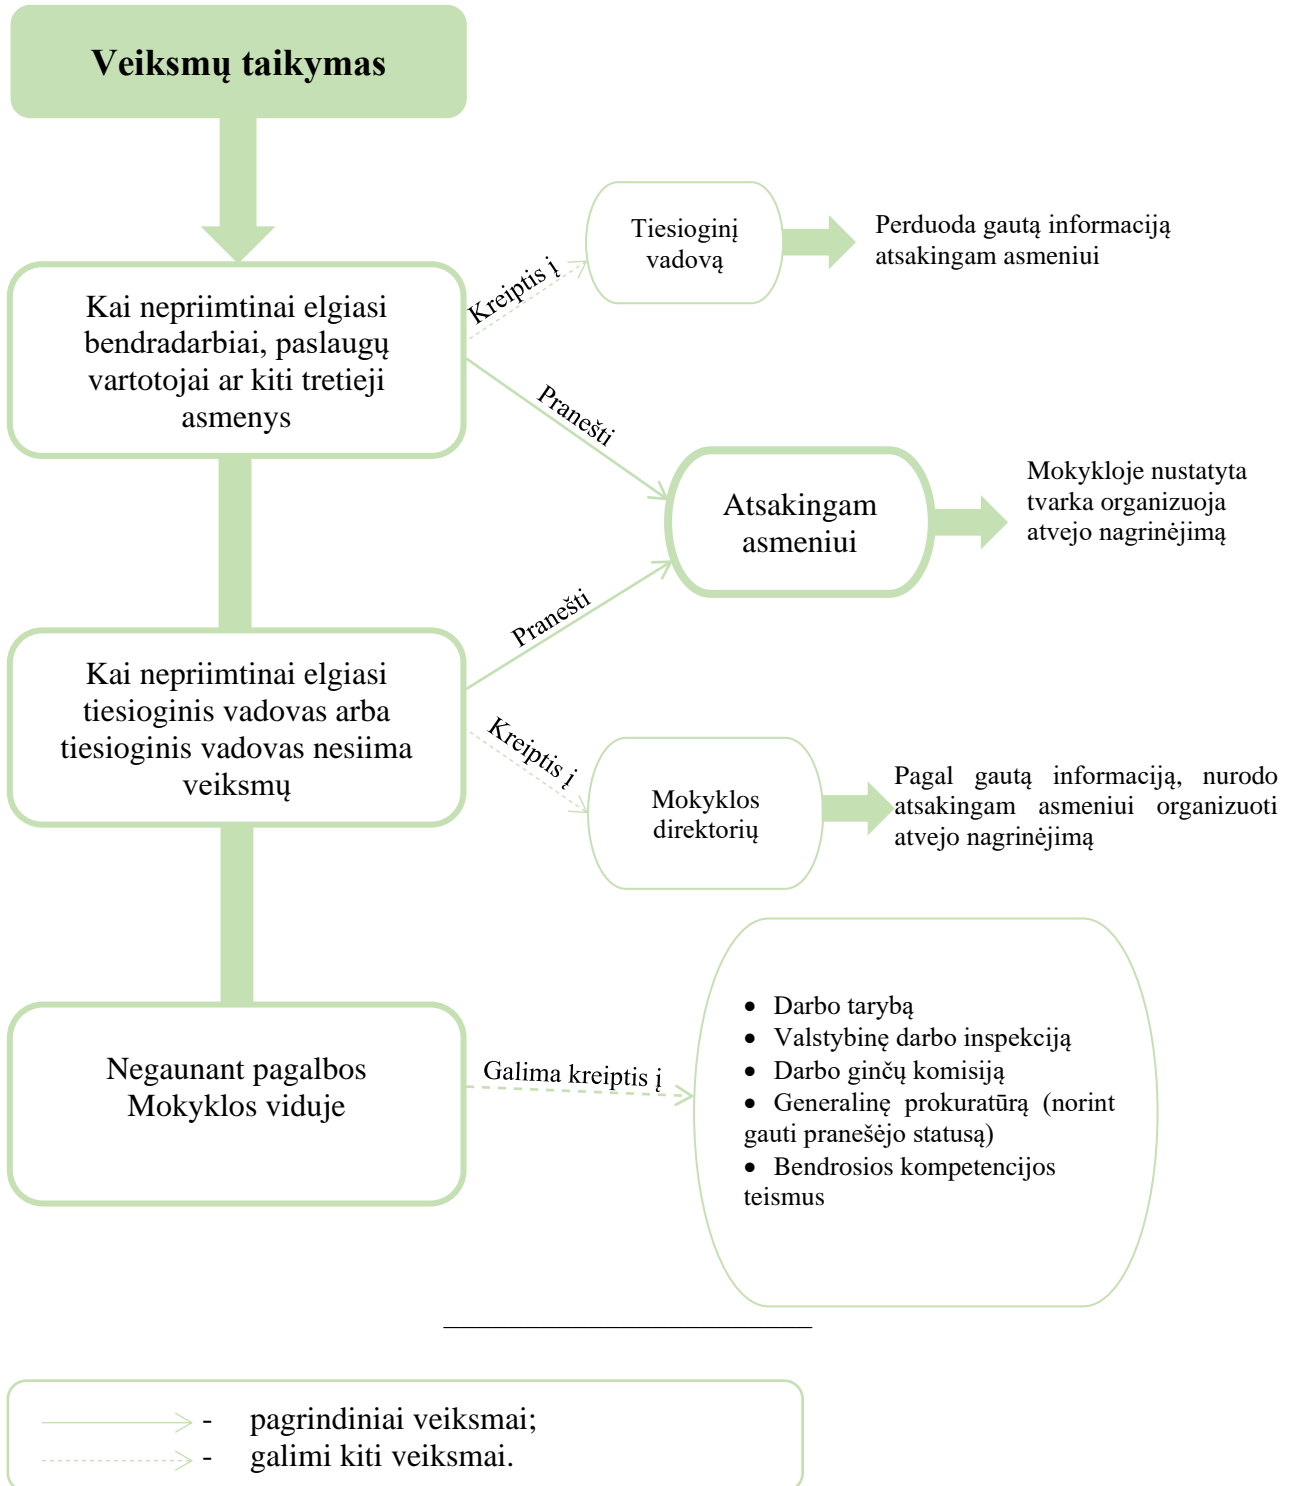 Veiksmų taikymas
Kai nepriimtinai elgiasi
bendradarbiai, paslaugų
vartotojai ar kiti tretieji
asmenys
Kreiptis į
Tiesioginį
vadovą
Perduoda gautą informaciją
atsakingam asmeniui
Pranešti
Atsakingam
asmeniui
Mokykloje nustatyta
tvarka organizuoja
atvejo nagrinėjimą
Pranešti
Kai nepriimtinai elgiasi
tiesioginis vadovas arba
tiesioginis vadovas nesiima
veiksmų
Kreiptis į
Mokyklos
direktorių
Pagal gautą informaciją, nurodo
atsakingam asmeniui organizuoti
atvejo nagrinėjimą
Negaunant pagalbos
Mokyklos viduje
Galima kreiptis į
• Darbo tarybą
• Valstybinę darbo inspekciją
• Darbo ginčų komisiją
• Generalinę prokuratūrą (norint
gauti pranešėjo statusą)
• Bendrosios kompetencijos
teismus
- pagrindiniai veiksmai;
- galimi kiti veiksmai.